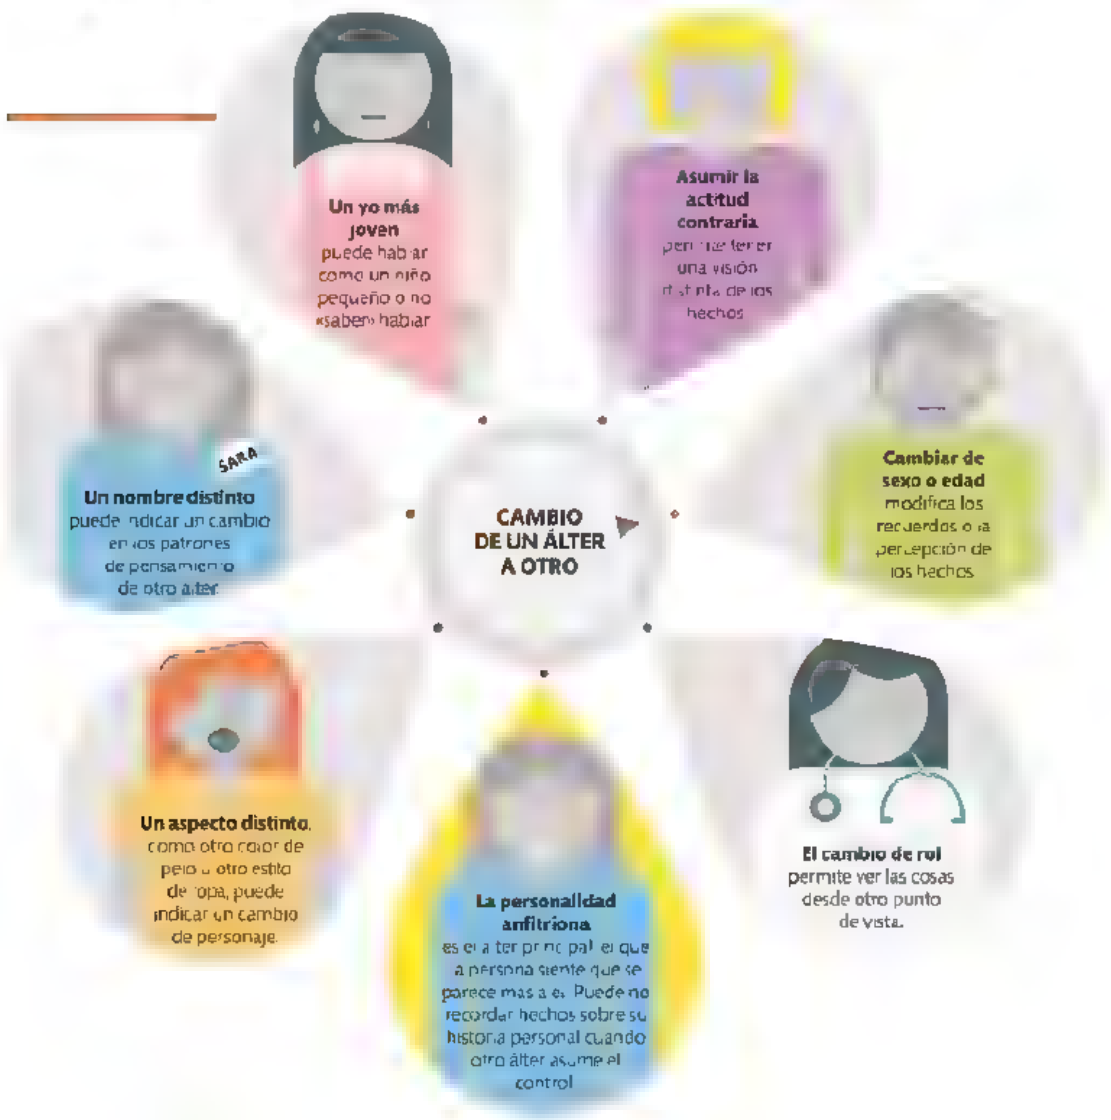 Un yo más
joven
puede hablar
como un niño
pequeño o no
«saber» hablar
Asumir la
actitud
contraria
permite tener
una visión
distinta de los
hechos
SARA
Un nombre distinto
puede indicar un cambio
en los patrones
de pensamiento
de otro álter.
CAMBIO
DE UN ÁLTER
A OTRO
Cambiar de
sexo o edad
modifica los
recuerdos o la
percepción de
los hechos
Un aspecto distinto,
como otro color de
pelo u otro estilo
de ropa, puede
indicar un cambio
de personaje.
La personalidad
anfitriona
es el álter principal, el que
la persona siente que se
parece más a él. Puede no
recordar hechos sobre su
historia personal cuando
otro álter asume el
control
El cambio de rol
permite ver las cosas
desde otro punto
de vista.